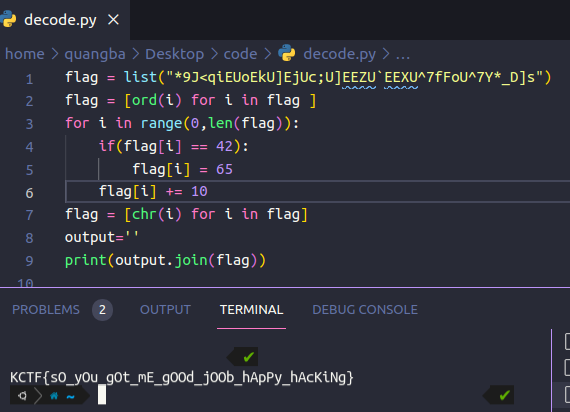 decode.py ×
home › quangba › Desktop › code › decode.py › ...
1 flag = list("*9J<qiEUoEkU]EjUc;U]EEZU`EEXU^7fFoU^7Y*_D]s")
2 flag = [ord(i) for i in flag ]
3 for i in range(0,len(flag)):
4 if(flag[i] == 42):
5 flag[i] = 65
6 flag[i] += 10
7 flag = [chr(i) for i in flag]
8 output=''
9 print(output.join(flag))
10
PROBLEMS 2 OUTPUT TERMINAL DEBUG CONSOLE
KCTF{sO_yOu_gOt_mE_gOOd_jOOb_hApPy_hAcKiNg}
~